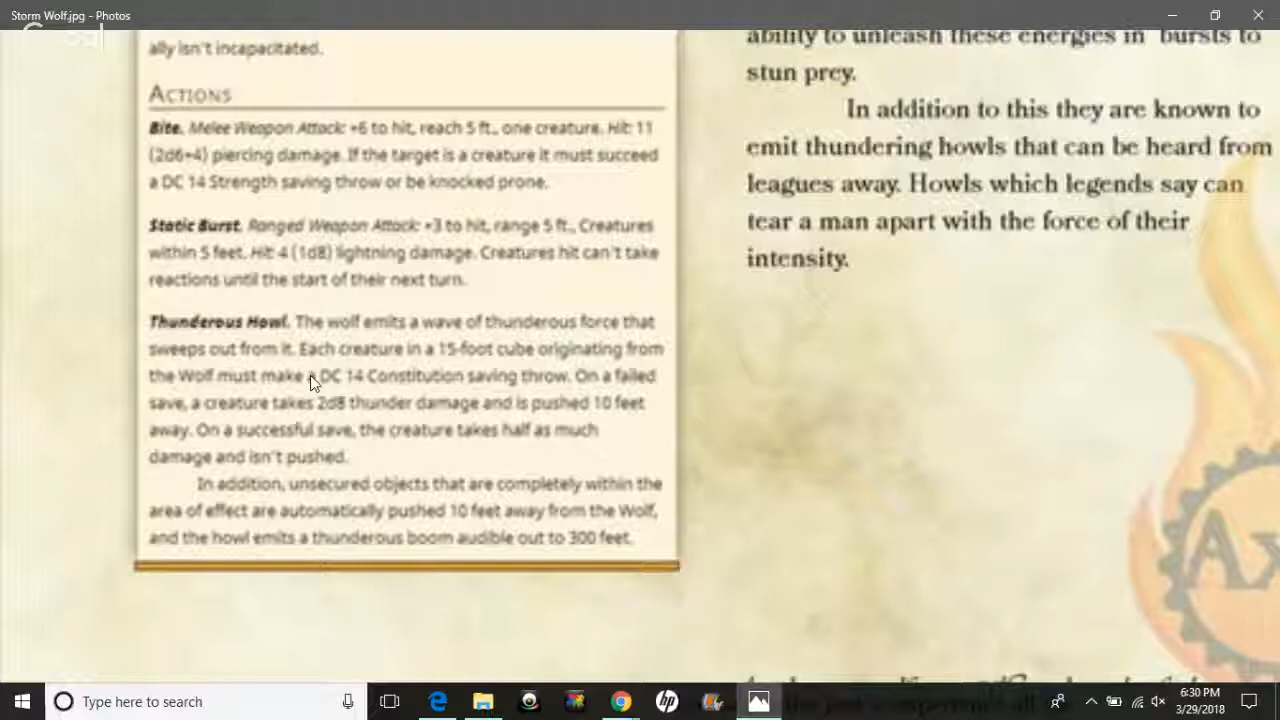 Storm Wolf.jpg - Photos
ally isn't incapacitated.
ACTIONS
Bite. Melee Weapon Attack: +6 to hit, reach 5 ft., one creature. Hit: 11
(2d6+4) piercing damage. If the target is a creature it must succeed
a DC 14 Strength saving throw or be knocked prone.
Static Burst. Ranged Weapon Attack: +3 to hit, range 5 ft., Creatures
within 5 feet. Hit: 4 (1d8) lightning damage. Creatures hit can't take
reactions until the start of their next turn.
Thunderous Howl. The wolf emits a wave of thunderous force that
sweeps out from it. Each creature in a 15-foot cube originating from
the Wolf must make a DC 14 Constitution saving throw. On a failed
save, a creature takes 2d8 thunder damage and is pushed 10 feet
away. On a successful save, the creature takes half as much
damage and isn't pushed.
In addition, unsecured objects that are completely within the
area of effect are automatically pushed 10 feet away from the Wolf,
and the howl emits a thunderous boom audible out to 300 feet.
ability to unleash these energies in bursts to
stun prey.
In addition to this they are known to
emit thundering howls that can be heard from
leagues away. Howls which legends say can
tear a man apart with the force of their
intensity.
Ax
Type here to search
hp
6:30 PM
3/29/2018